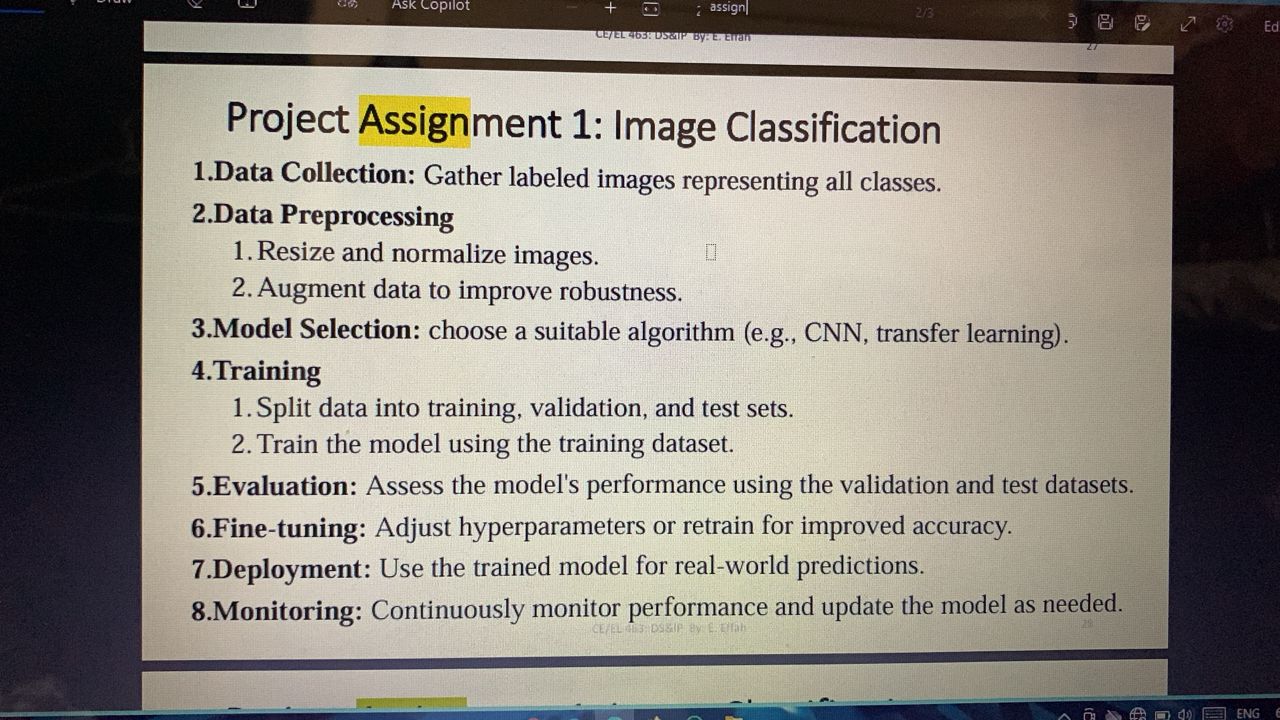 Ask Copilot
assign
2/3
Ed
CE/EL 463: DS&IP By: E. Effah
27
Project Assignment 1: Image Classification
1.Data Collection: Gather labeled images representing all classes.
2.Data Preprocessing
1. Resize and normalize images.
2. Augment data to improve robustness.
3.Model Selection: choose a suitable algorithm (e.g., CNN, transfer learning).
4.Training
1. Split data into training, validation, and test sets.
2. Train the model using the training dataset.
5.Evaluation: Assess the model's performance using the validation and test datasets.
6.Fine-tuning: Adjust hyperparameters or retrain for improved accuracy.
7.Deployment: Use the trained model for real-world predictions.
8.Monitoring: Continuously monitor performance and update the model as needed.
CE/EL 463: DS&IP By: E. Effah
ENG